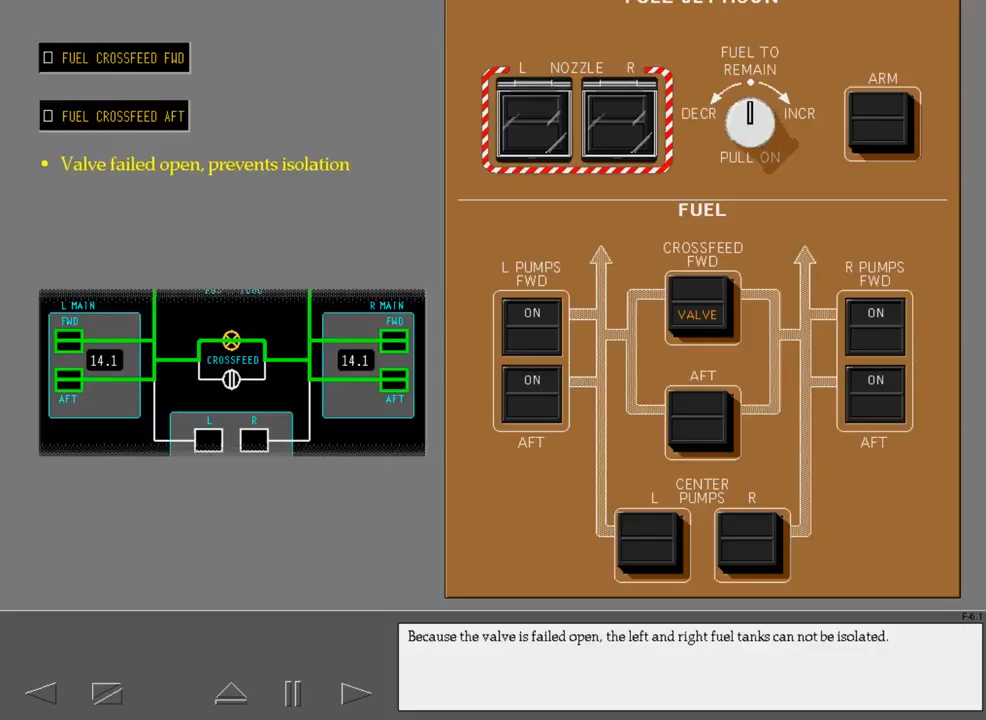 FUEL JETTISON
FUEL CROSSFEED FWD
FUEL CROSSFEED AFT
• Valve failed open, prevents isolation
L MAIN
R MAIN
FWD
FWD
14.1
CROSSFEED
14.1
AFT
AFT
L
R
L NOZZLE R
FUEL TO
REMAIN
DECR
INCR
PULL ON
ARM
FUEL
L PUMPS
FWD
ON
ON
AFT
CROSSFEED
FWD
VALVE
AFT
R PUMPS
FWD
ON
ON
AFT
CENTER
L PUMPS R
F-6.1
Because the valve is failed open, the left and right fuel tanks can not be isolated.